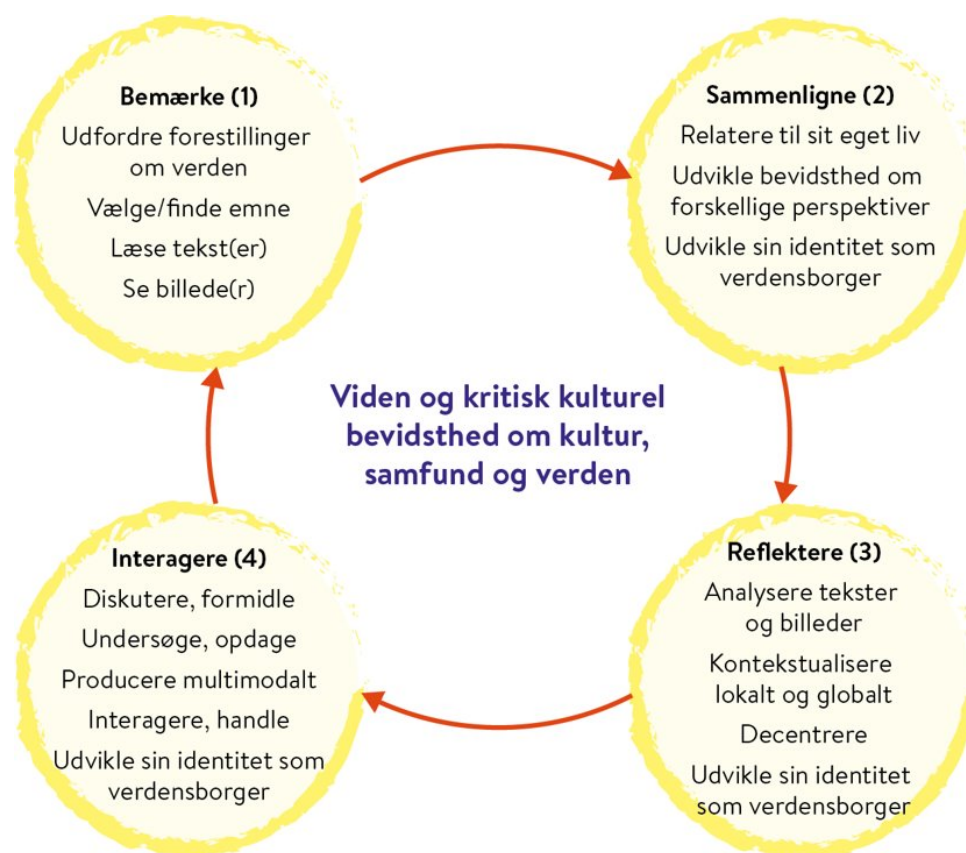 Bemærke (1)
Udfordre forestillinger
om verden
Vælge/finde emne
Læse tekst(er)
Se billede(r)
Sammenligne (2)
Relatere til sit eget liv
Udvikle bevidsthed om
forskellige perspektiver
Udvikle sin identitet som
verdensborger
Viden og kritisk kulturel
bevidsthed om kultur,
samfund og verden
Reflektere (3)
Analysere tekster
og billeder
Kontekstualisere
lokalt og globalt
Decentrere
Udvikle sin identitet
som verdensborger
Interagere (4)
Diskutere, formidle
Undersøge, opdage
Producere multimodalt
Interagere, handle
Udvikle sin identitet som
verdensborger